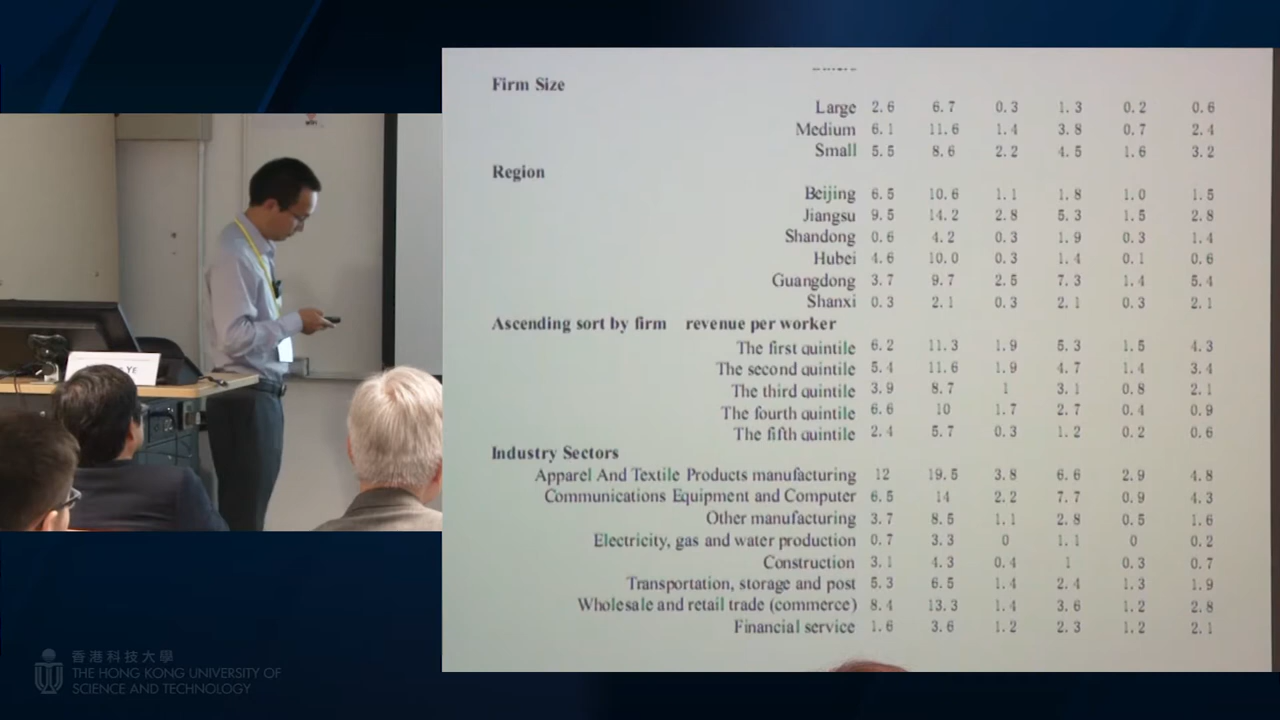 Firm Size
Large 2.6 6.7 0.3 1.3 0.2 0.6
Medium 6.1 11.6 1.4 3.8 0.7 2.4
Small 5.5 8.6 2.2 4.5 1.6 3.2
Region
Beijing 6.5 10.6 1.1 1.8 1.0 1.5
Jiangsu 9.5 14.2 2.8 5.3 1.5 2.8
Shandong 0.6 4.2 0.3 1.9 0.3 1.4
Hubei 4.6 10.0 0.3 1.4 0.1 0.6
Guangdong 3.7 9.7 2.5 7.3 1.4 5.4
Shanxi 0.3 2.1 0.3 2.1 0.3 2.1
Ascending sort by firm revenue per worker
The first quintile 6.2 11.3 1.9 5.3 1.5 4.3
The second quintile 5.4 11.6 1.9 4.7 1.4 3.4
The third quintile 3.9 8.7 1 3.1 0.8 2.1
The fourth quintile 6.6 10 1.7 2.7 0.4 0.9
The fifth quintile 2.4 5.7 0.3 1.2 0.2 0.6
Industry Sectors
Apparel And Textile Products manufacturing 12 19.5 3.8 6.6 2.9 4.8
Communications Equipment and Computer 6.5 14 2.2 7.7 0.9 4.3
Other manufacturing 3.7 8.5 1.1 2.8 0.5 1.6
Electricity, gas and water production 0.7 3.3 0 1.1 0 0.2
Construction 3.1 4.3 0.4 1 0.3 0.7
Transportation, storage and post 5.3 6.5 1.4 2.4 1.3 1.9
Wholesale and retail trade (commerce) 8.4 13.3 1.4 3.6 1.2 2.8
Financial service 1.6 3.6 1.2 2.3 1.2 2.1
YE
香港科技大學
THE HONG KONG UNIVERSITY OF
SCIENCE AND TECHNOLOGY